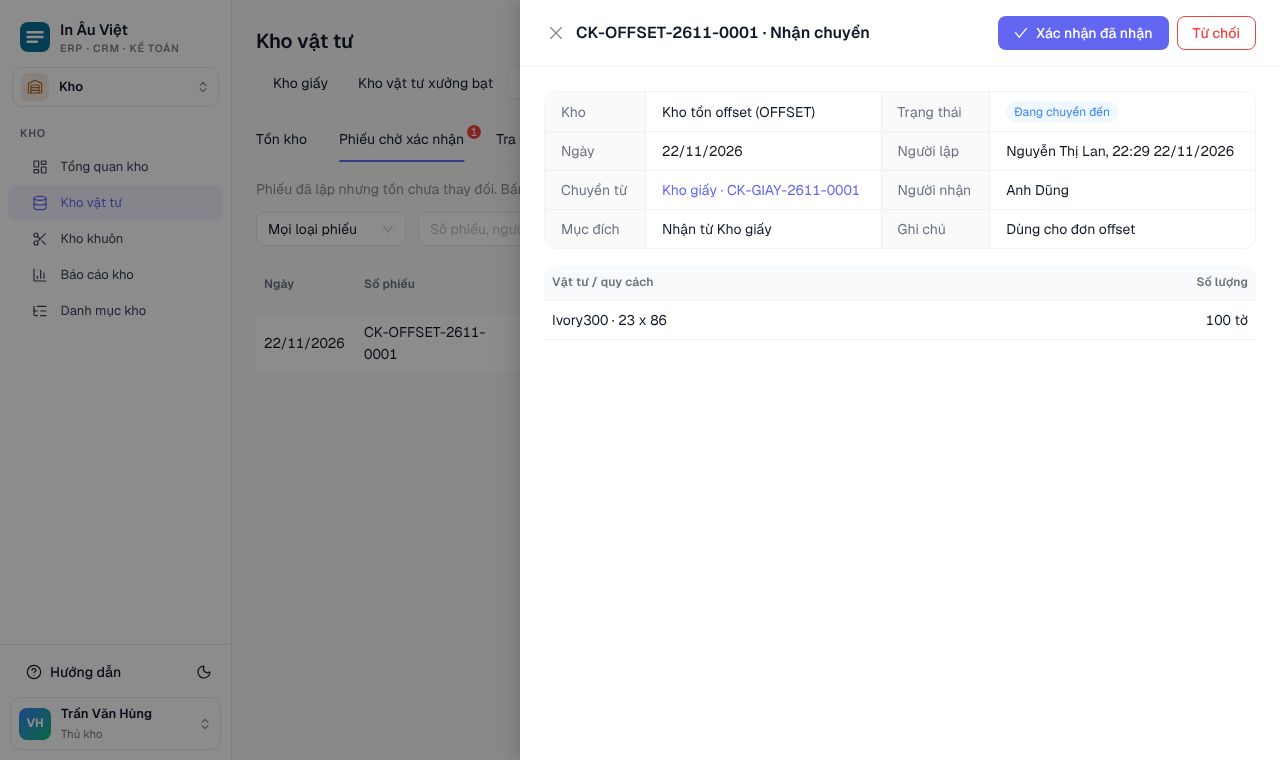 In Âu Việt
ERP · CRM · KẾ TOÁN
Kho
KHO
Tổng quan kho
Kho vật tư
Kho khuôn
Báo cáo kho
Danh mục kho
Hướng dẫn
VH
Trần Văn Hùng
Thủ kho
Kho vật tư
Kho giấy
Kho vật tư xưởng bạt
Tồn kho
Phiếu chờ xác nhận
1
Tra
Phiếu đã lập nhưng tồn chưa thay đổi. Bấm
Mọi loại phiếu
Số phiếu,
Ngày
Số phiếu
22/11/2026
CK-OFFSET-2611-
0001
CK-OFFSET-2611-0001 · Nhận chuyển
Xác nhận đã nhận
Từ chối
Kho
Kho tồn offset (OFFSET)
Trạng thái
Đang chuyển đến
Ngày
22/11/2026
Người lập
Nguyễn Thị Lan, 22:29 22/11/2026
Chuyển từ
Kho giấy · CK-GIAY-2611-0001
Người nhận
Anh Dũng
Mục đích
Nhận từ Kho giấy
Ghi chú
Dùng cho đơn offset
Vật tư / quy cách
Số lượng
Ivory300 · 23 x 86
100 tờ